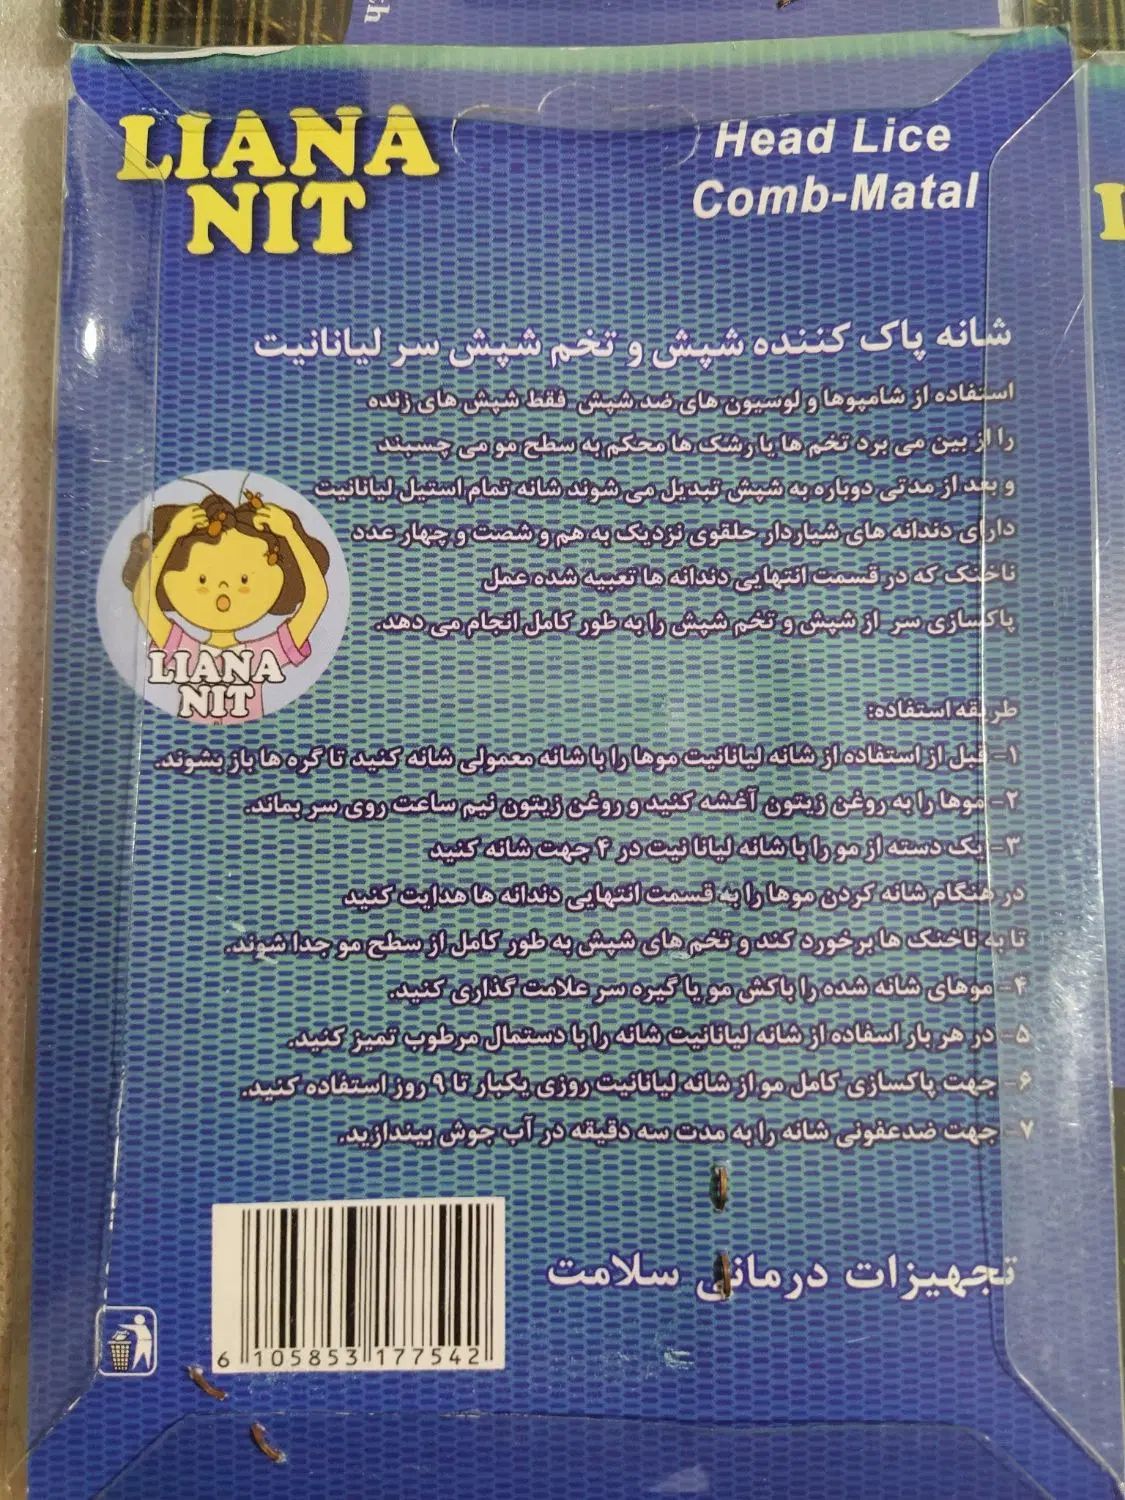 ch
LIANA
NIT
Head Lice
Comb-Matal
شانه پاک کننده شپش و تخم شپش سر لیانانیت
استفاده از شامپوها و لوسیون های ضد شپش فقط شپش های زنده
را از بین می برد تخم ها یا رشک ها محکم به سطح مو می چسبند
و بعد از مدتی دوباره به شپش تبدیل می شوند شانه تمام استیل لیانانیت
دارای دندانه های شیاردار حلقوی نزدیک به هم و شصت و چهار عدد
ناخنک که در قسمت انتهایی دندانه ها تعبیه شده عمل
پاکسازی سر از شپش و تخم شپش را به طور کامل انجام می دهد.
LIANA
NIT
طریقه استفاده:
۱- قبل از استفاده از شانه لیانانیت موها را با شانه معمولی شانه کنید تا گره ها باز بشوند.
۲- موها را به روغن زیتون آغشه کنید و روغن زیتون نیم ساعت روی سر بماند.
۳- یک دسته از مو را با شانه لیانا نیت در ۴ جهت شانه کنید
در هنگام شانه کردن موها را به قسمت انتهایی دندانه ها هدایت کنید
تا به ناخنک ها برخورد کند و تخم های شپش به طور کامل از سطح مو جدا شوند.
۴- موهای شانه شده را باکش مو یا گیره سر علامت گذاری کنید.
۵- در هر بار اسفاده از شانه لیانانیت شانه را با دستمال مرطوب تمیز کنید.
۶- جهت پاکسازی کامل مو از شانه لیانانیت روزی یکبار تا ۹ روز استفاده کنید.
۷- جهت ضدعفونی شانه را به مدت سه دقیقه در آب جوش بیندازید.
تجهیزات درمانی سلامت
6 105853 177542